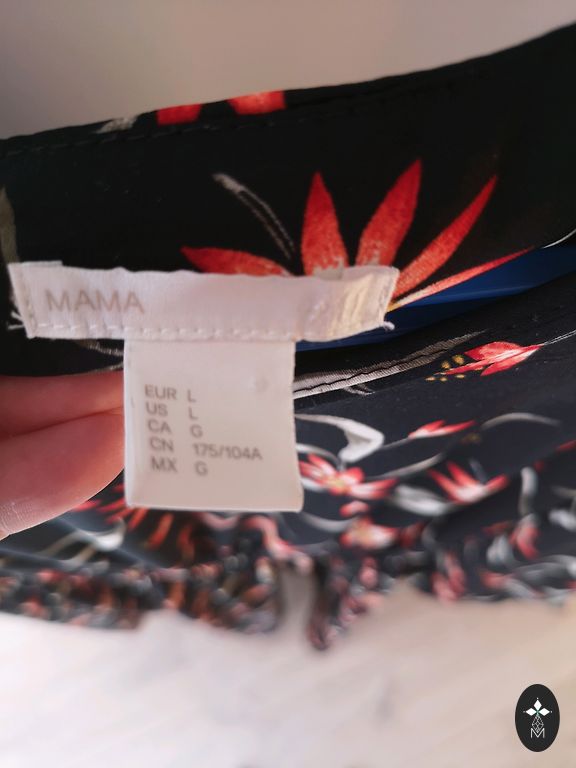 MAMA
EUR L
US L
CA G
CN 175/104A
MX G
M